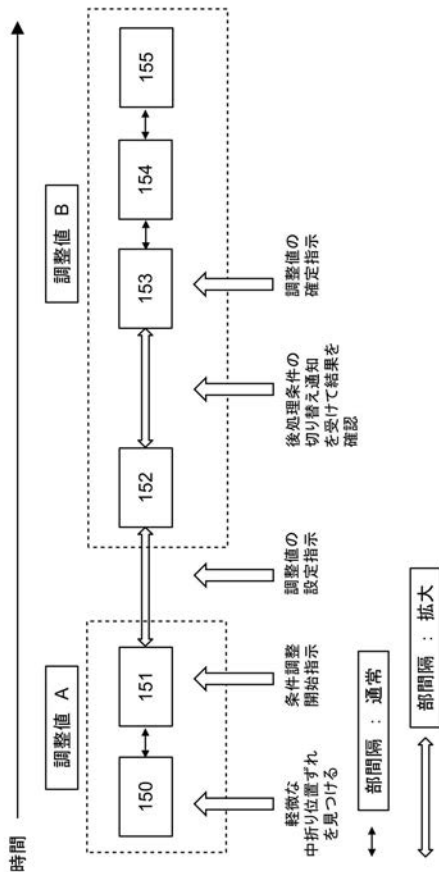 時間
調整値 A
調整値 B
150
151
152
153
154
155
軽微な
中折り位置ずれ
を見つける
条件調整
開始指示
調整値の
設定指示
後処理条件の
切り替え通知
を受けて結果を
確認
調整値の
確定指示
部間隔：通常
部間隔：拡大